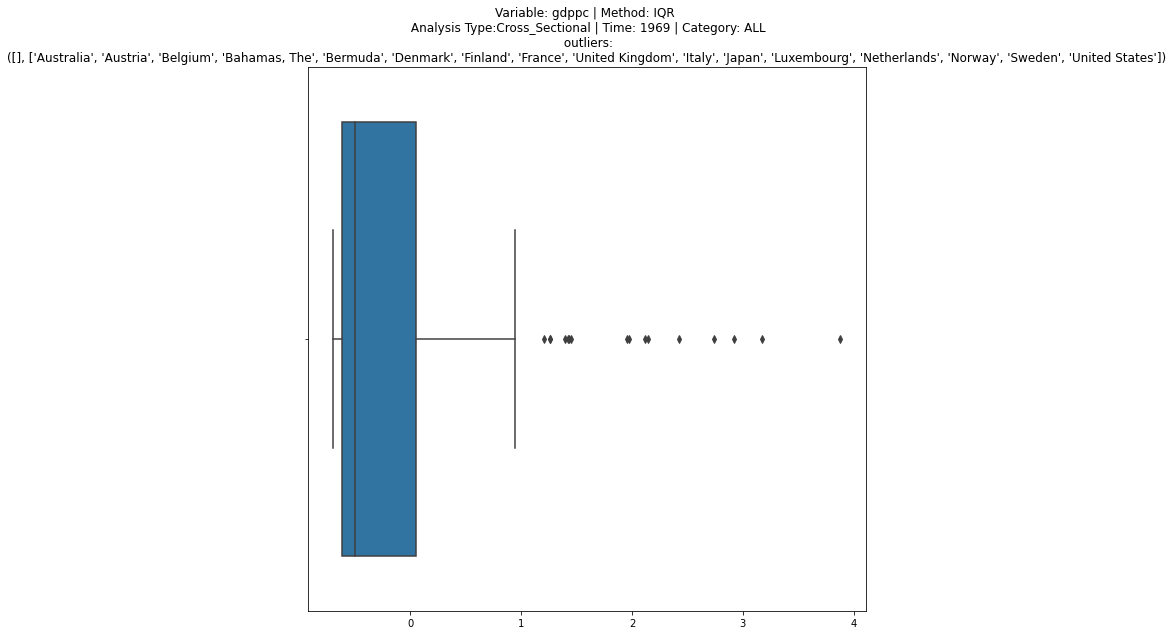 Variable: gdppc | Method: IQR
Analysis Type:Cross_Sectional | Time: 1969 | Category: ALL
outliers:
([], ['Australia', 'Austria', 'Belgium', 'Bahamas, The', 'Bermuda', 'Denmark', 'Finland', 'France', 'United Kingdom', 'Italy', 'Japan', 'Luxembourg', 'Netherlands', 'Norway', 'Sweden', 'United States'])
0 1 2 3 4